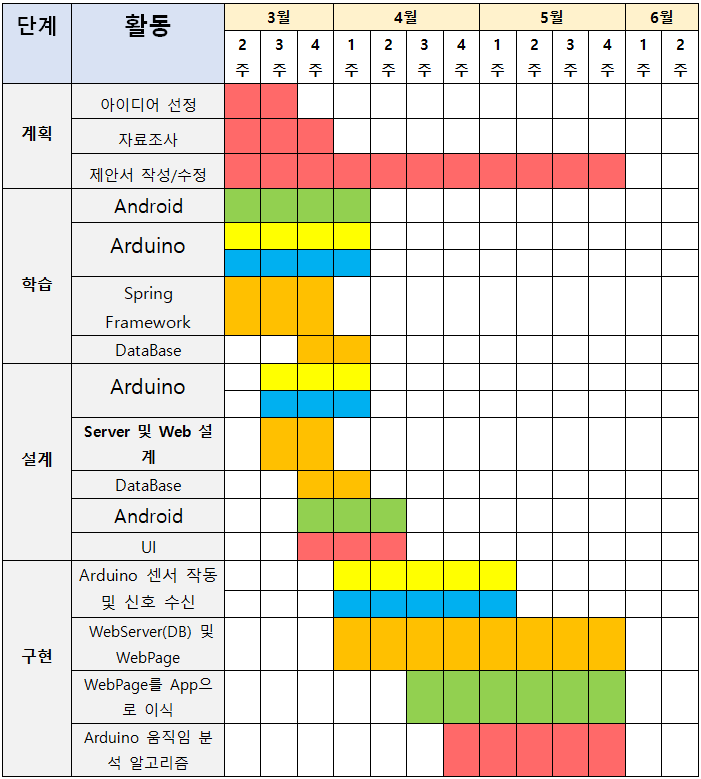 단계 활동 3월 4월 5월 6월
2주 3주 4주 1주 2주 3주 4주 1주 2주 3주 4주 1주 2주
계획
아이디어 선정
자료조사
제안서 작성/수정
학습
Android
Arduino
Spring
Framework
DataBase
설계
Arduino
Server 및 Web 설
계
DataBase
Android
UI
구현
Arduino 센서 작동
및 신호 수신
WebServer(DB) 및
WebPage
WebPage를 App으
로 이식
Arduino 움직임 분
석 알고리즘